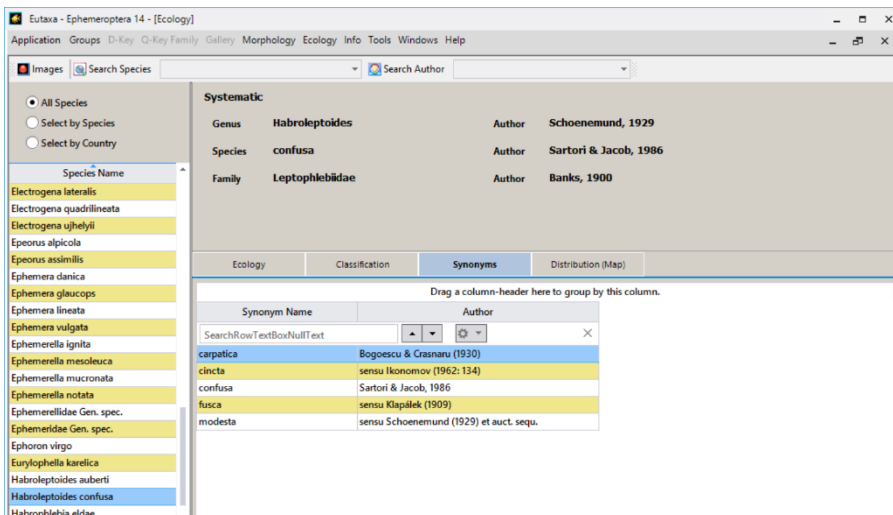 Eutaxa - Ephemeroptera 14 - [Ecology]
Application Groups D-Key Q-Key Family Gallery Morphology Ecology Info Tools Windows Help
Images Search Species Search Author
All Species
Select by Species
Select by Country
Systematic
Genus Habroleptoides Author Schoenemund, 1929
Species confusa Author Sartori & Jacob, 1986
Family Leptophlebiidae Author Banks, 1900
Species Name
Electrogena lateralis
Electrogena quadrilineata
Electrogena ujhelyii
Epeorus alpicola
Epeorus assimilis
Ephemera danica
Ephemera glaucops
Ephemera lineata
Ephemera vulgata
Ephemerella ignita
Ephemerella mesoleuca
Ephemerella mucronata
Ephemerella notata
Ephemerellidae Gen. spec.
Ephemeridae Gen. spec.
Ephoron virgo
Eurylophella karelica
Habroleptoides auberti
Habroleptoides confusa
Habrophlebia eldae
Ecology Classification Synonyms Distribution (Map)
Drag a column-header here to group by this column.
Synonym Name Author
SearchRowTextBoxNullText
carpatica Bogoescu & Crasnaru (1930)
cincta sensu Ikonomov (1962: 134)
confusa Sartori & Jacob, 1986
fusca sensu Klapálek (1909)
modesta sensu Schoenemund (1929) et auct. sequ.